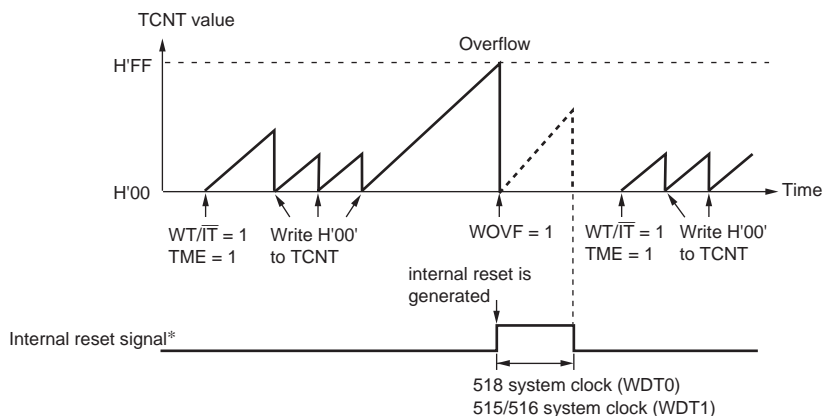 TCNT value
Overflow
H'FF
H'00
Time
WT/IT = 1
TME = 1
Write H'00'
to TCNT
WOVF = 1
WT/IT = 1
TME = 1
Write H'00'
to TCNT
internal reset is
generated
Internal reset signal*
518 system clock (WDT0)
515/516 system clock (WDT1)